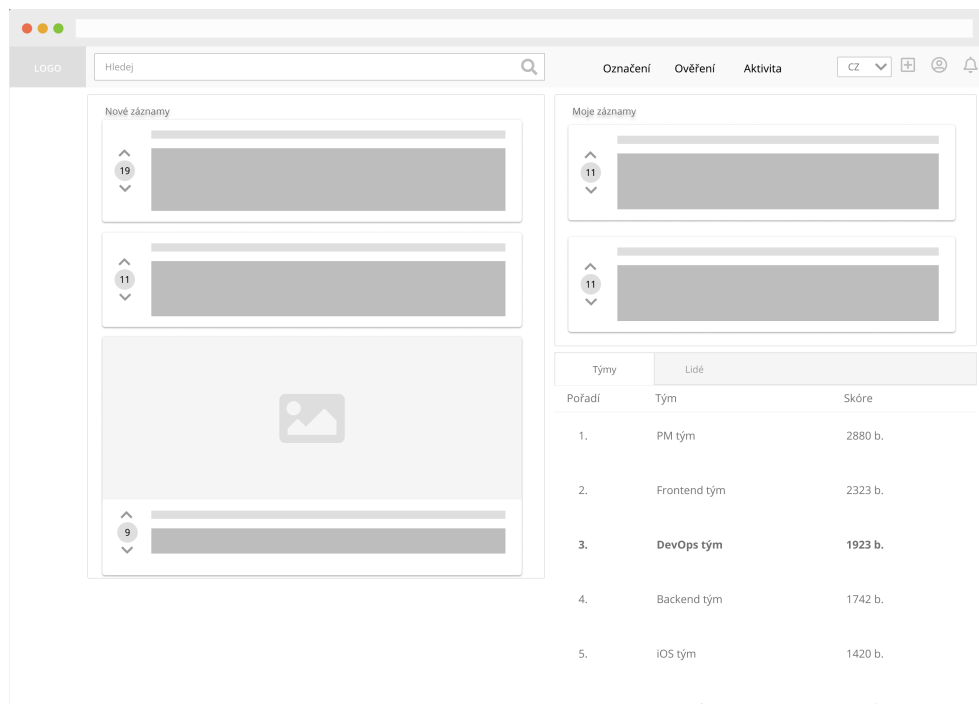 LOGO
Hledej
Označení Ověření Aktivita
CZ
Nové záznamy
19
11
9
Moje záznamy
11
11
Týmy Lidé
Pořadí Tým Skóre
1. PM tým 2880 b.
2. Frontend tým 2323 b.
3. DevOps tým 1923 b.
4. Backend tým 1742 b.
5. iOS tým 1420 b.